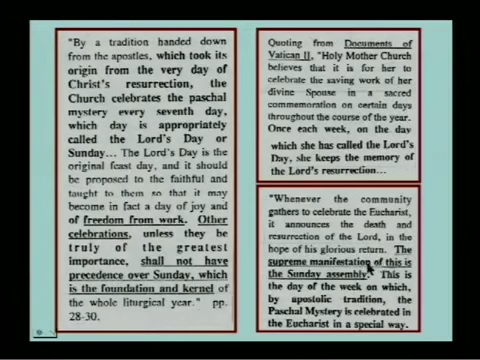 "By a tradition handed down
from the apostles, which took its
origin from the very day of
Christ's resurrection, the
Church celebrates the paschal
mystery every seventh day,
which day is appropriately
called the Lord's Day or
Sunday... The Lord's Day is the
original feast day, and it should
be proposed to the faithful and
taught to them so that it may
become in fact a day of joy and
of freedom from work. Other
celebrations, unless they be
truly of the greatest
importance, shall not have
precedence over Sunday, which
is the foundation and kernel of
the whole liturgical year." pp.
28-30.
Quoting from Documents of
Vatican II, "Holy Mother Church
believes that it is for her to
celebrate the saving work of her
divine Spouse in a sacred
commemoration on certain days
throughout the course of the year.
Once each week, on the day
which she has called the Lord's
Day, she keeps the memory of
the Lord's resurrection...
"Whenever the community
gathers to celebrate the Eucharist,
it announces the death and
resurrection of the Lord, in the
hope of his glorious return. The
supreme manifestation of this is
the Sunday assembly. This is
the day of the week on which,
by apostolic tradition, the
Paschal Mystery is celebrated in
the Eucharist in a special way.